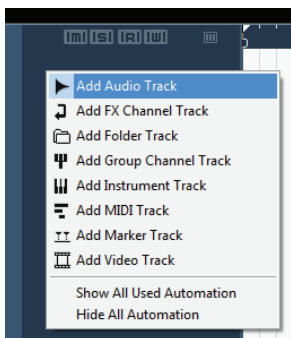 m s R w
Add Audio Track
Add FX Channel Track
Add Folder Track
Add Group Channel Track
Add Instrument Track
Add MIDI Track
Add Marker Track
Add Video Track
Show All Used Automation
Hide All Automation